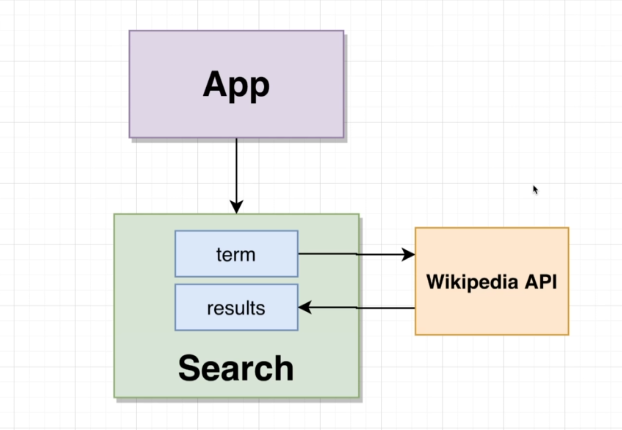 App
term
results
Search
Wikipedia API